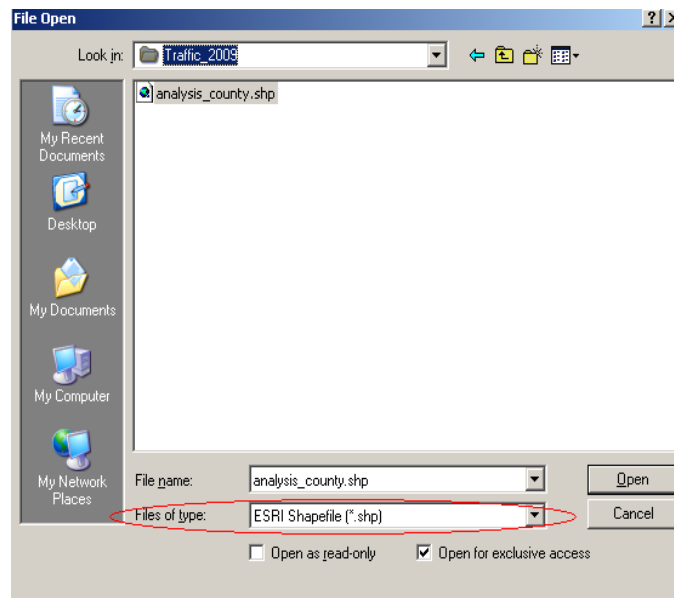 File Open
Look in: Traffic_2009
analysis_county.shp
My Recent
Documents
Desktop
My Documents
My Computer
My Network
Places
File name: analysis_county.shp Open
Files of type: ESRI Shapefile (*.shp) Cancel
Open as read-only Open for exclusive access